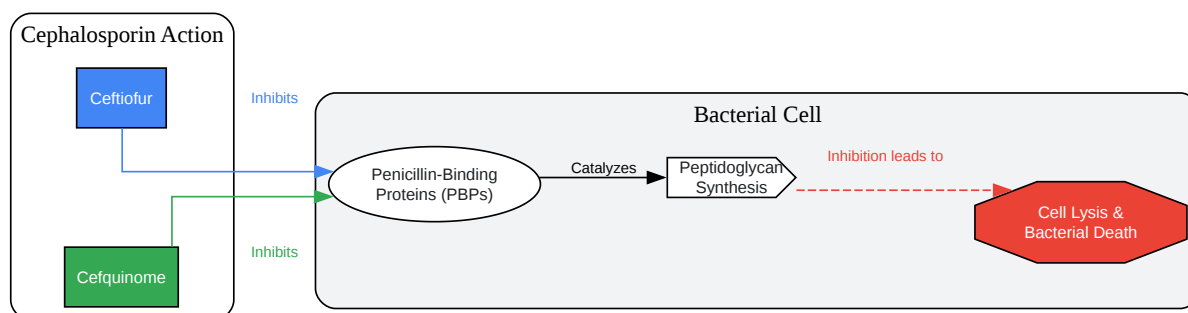 Cephalosporin Action
Ceftiofur
Inhibits
Bacterial Cell
Penicillin-Binding
Proteins (PBPs)
Catalyzes
Peptidoglycan
Synthesis
Inhibition leads to
Cell Lysis &
Bacterial Death
Cefquinome
Inhibits